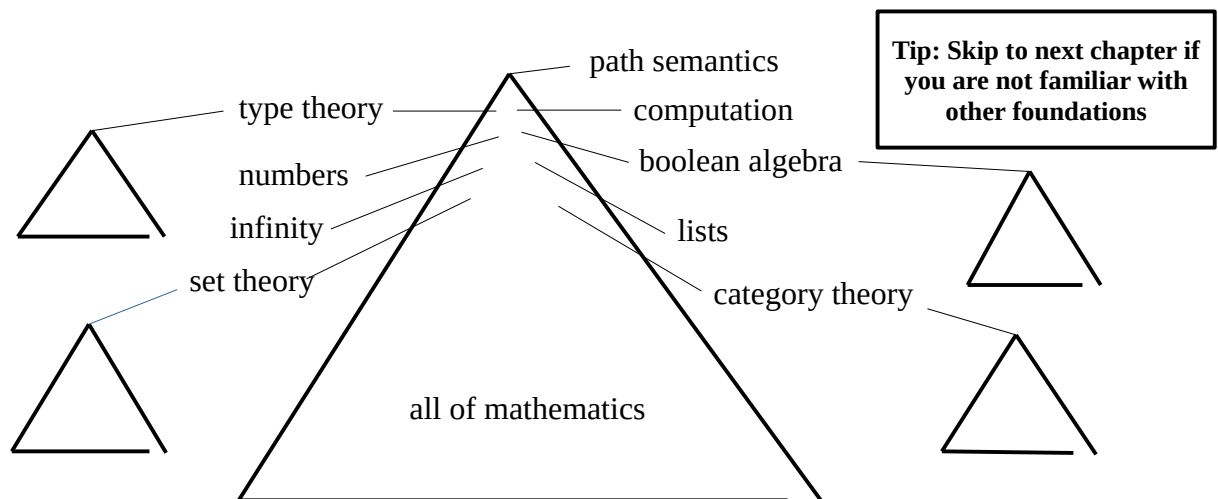 path semantics
Tip: Skip to next chapter if
you are not familiar with
other foundations
type theory
computation
boolean algebra
numbers
infinity
lists
set theory
category theory
all of mathematics